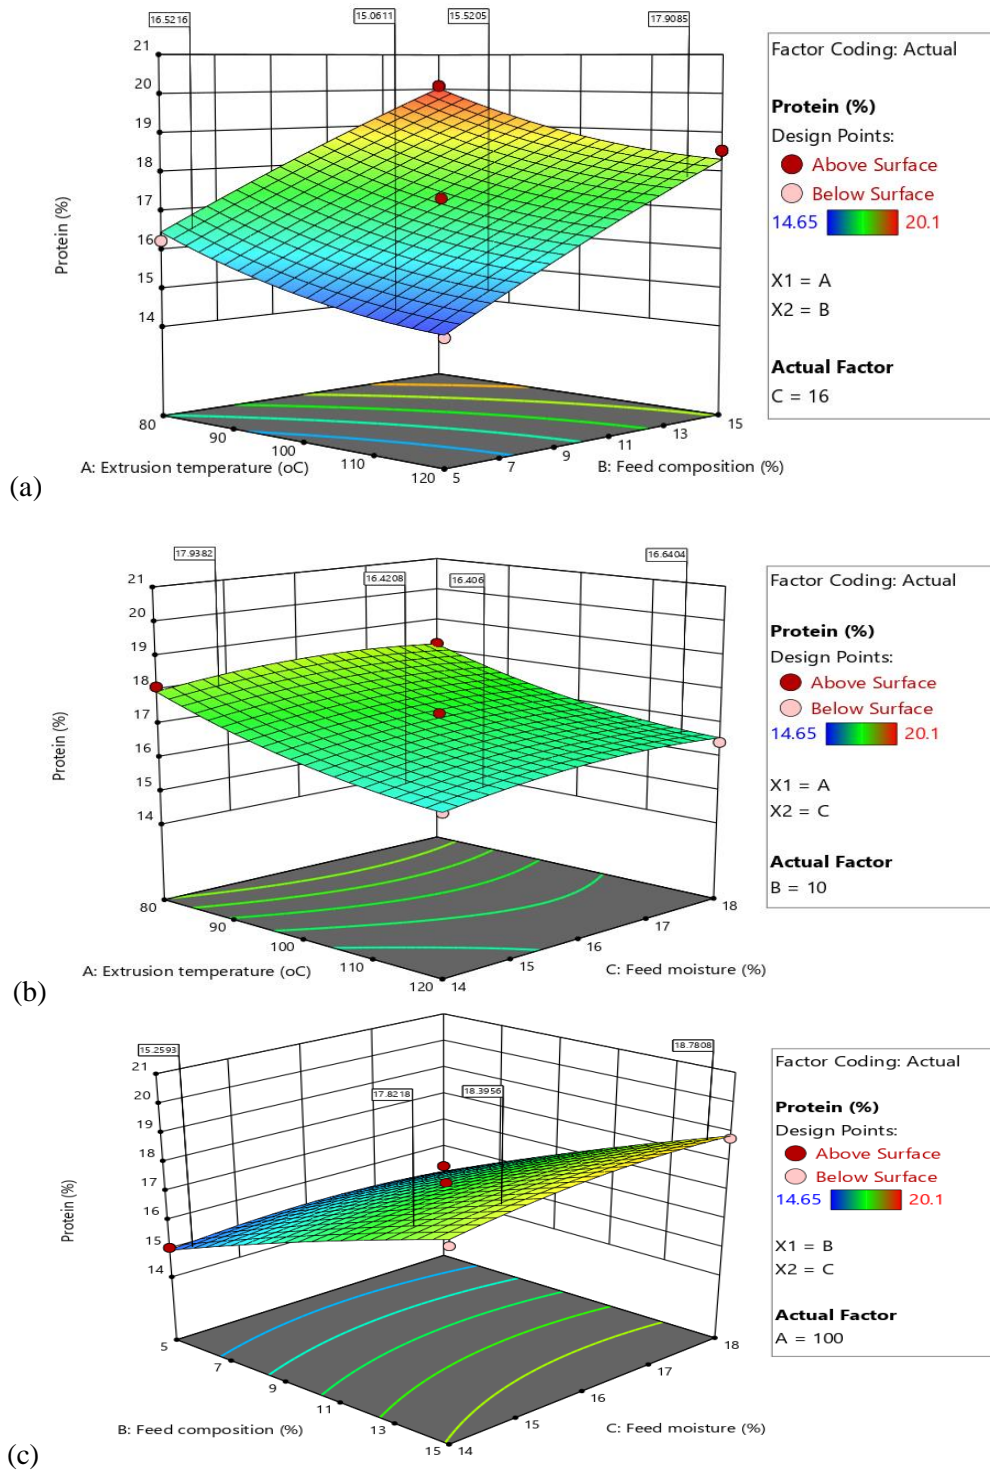 16.5216
15.0611
15.5205
17.9085
21
20
19
18
17
16
15
14
Protein (%)
80
90
100
110
120
5
7
9
11
13
15
A: Extrusion temperature (oC)
B: Feed composition (%)
Factor Coding: Actual
Protein (%)
Design Points:
Above Surface
Below Surface
14.65 20.1
X1 = A
X2 = B
Actual Factor
C = 16
(a)
17.9382
16.4208
16.406
16.6404
21
20
19
18
17
16
15
14
Protein (%)
80
90
100
110
120
14
15
16
17
18
A: Extrusion temperature (oC)
C: Feed moisture (%)
Factor Coding: Actual
Protein (%)
Design Points:
Above Surface
Below Surface
14.65 20.1
X1 = A
X2 = C
Actual Factor
B = 10
(b)
15.2593
17.8218
18.3956
18.7808
21
20
19
18
17
16
15
14
Protein (%)
5
7
9
11
13
15
14
15
16
17
18
B: Feed composition (%)
C: Feed moisture (%)
Factor Coding: Actual
Protein (%)
Design Points:
Above Surface
Below Surface
14.65 20.1
X1 = B
X2 = C
Actual Factor
A = 100
(c)